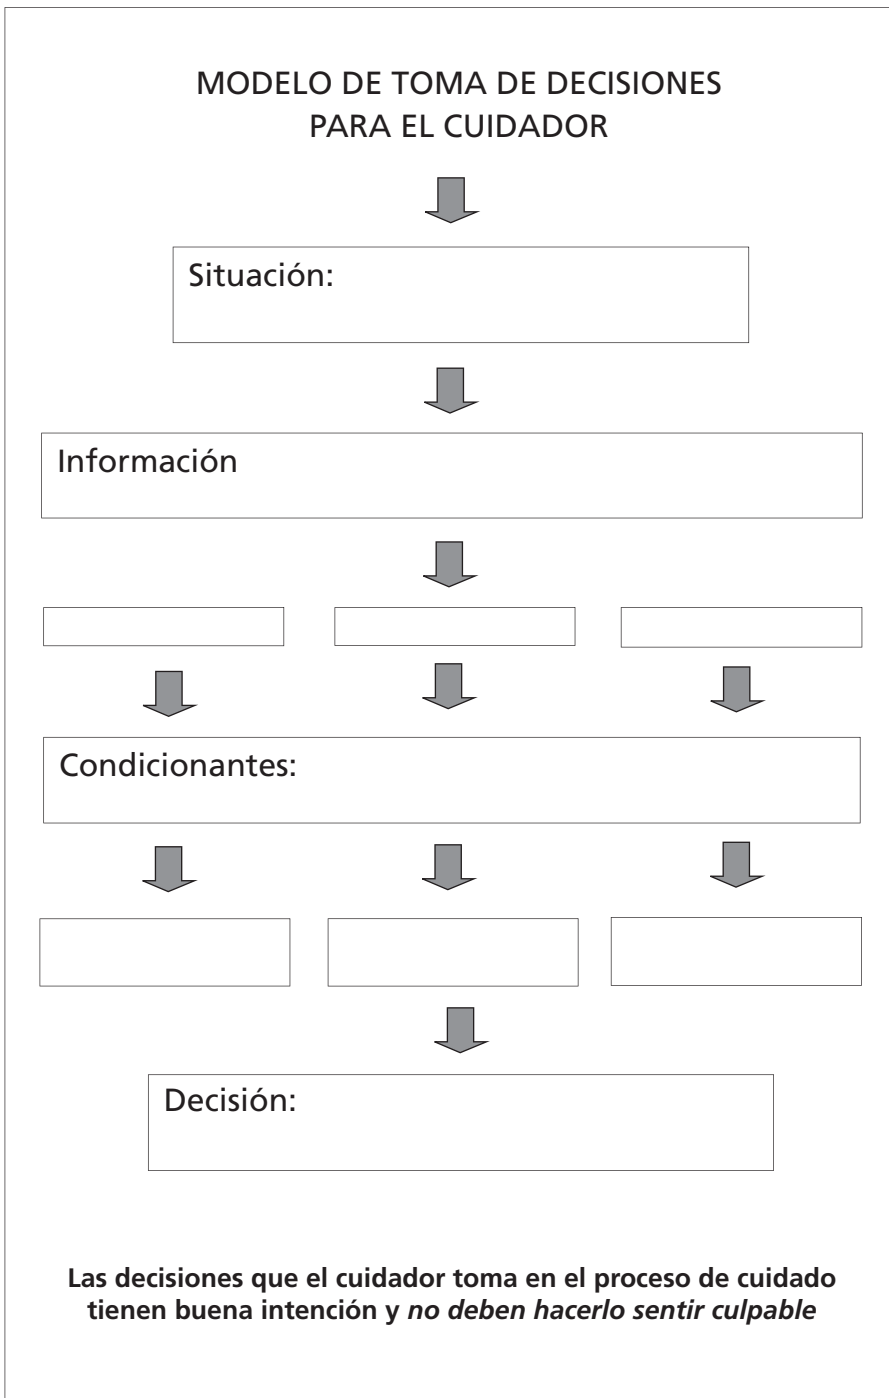 MODELO DE TOMA DE DECISIONES
PARA EL CUIDADOR
Situación:
Información
Condicionantes:
Decisión:
Las decisiones que el cuidador toma en el proceso de cuidado
tienen buena intención y no deben hacerlo sentir culpable